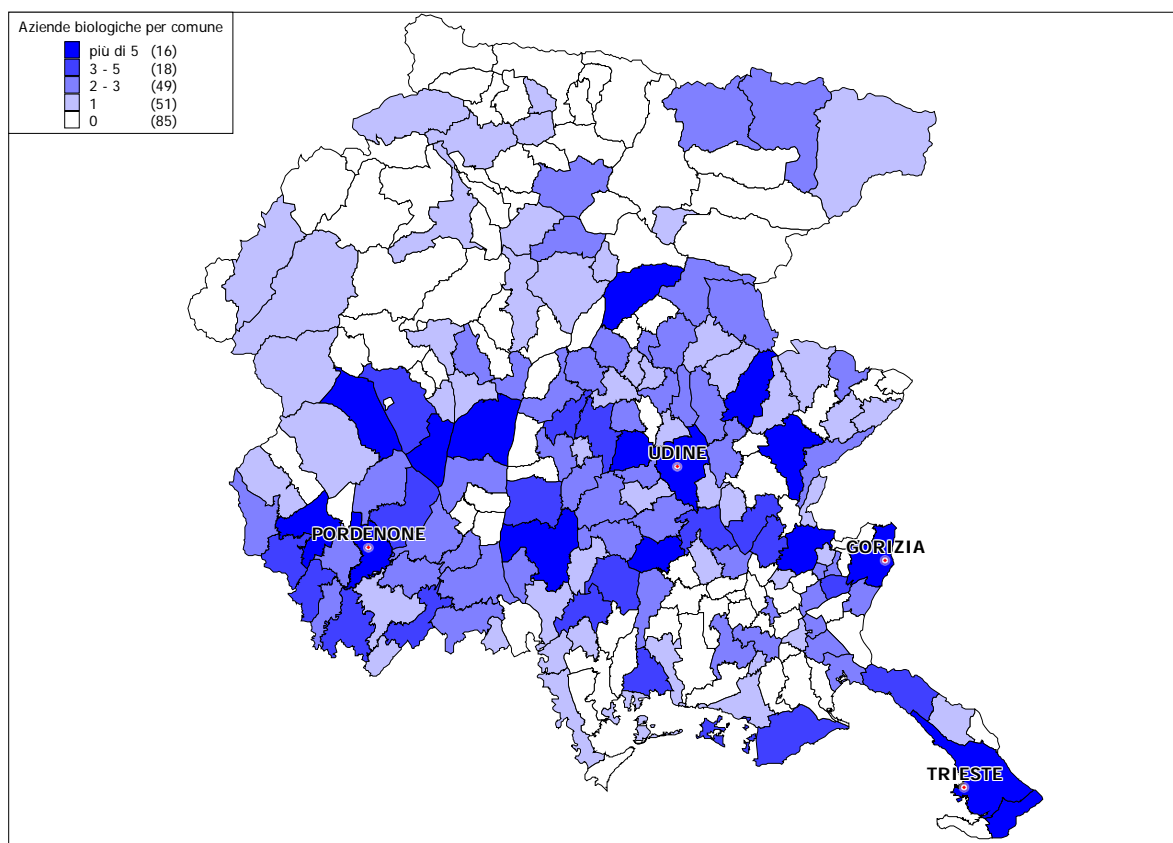 Aziende biologiche per comune
più di 5 (16)
3 - 5 (18)
2 - 3 (49)
1 (51)
0 (85)
UDINE
PORDENONE
GORIZIA
TRIESTE